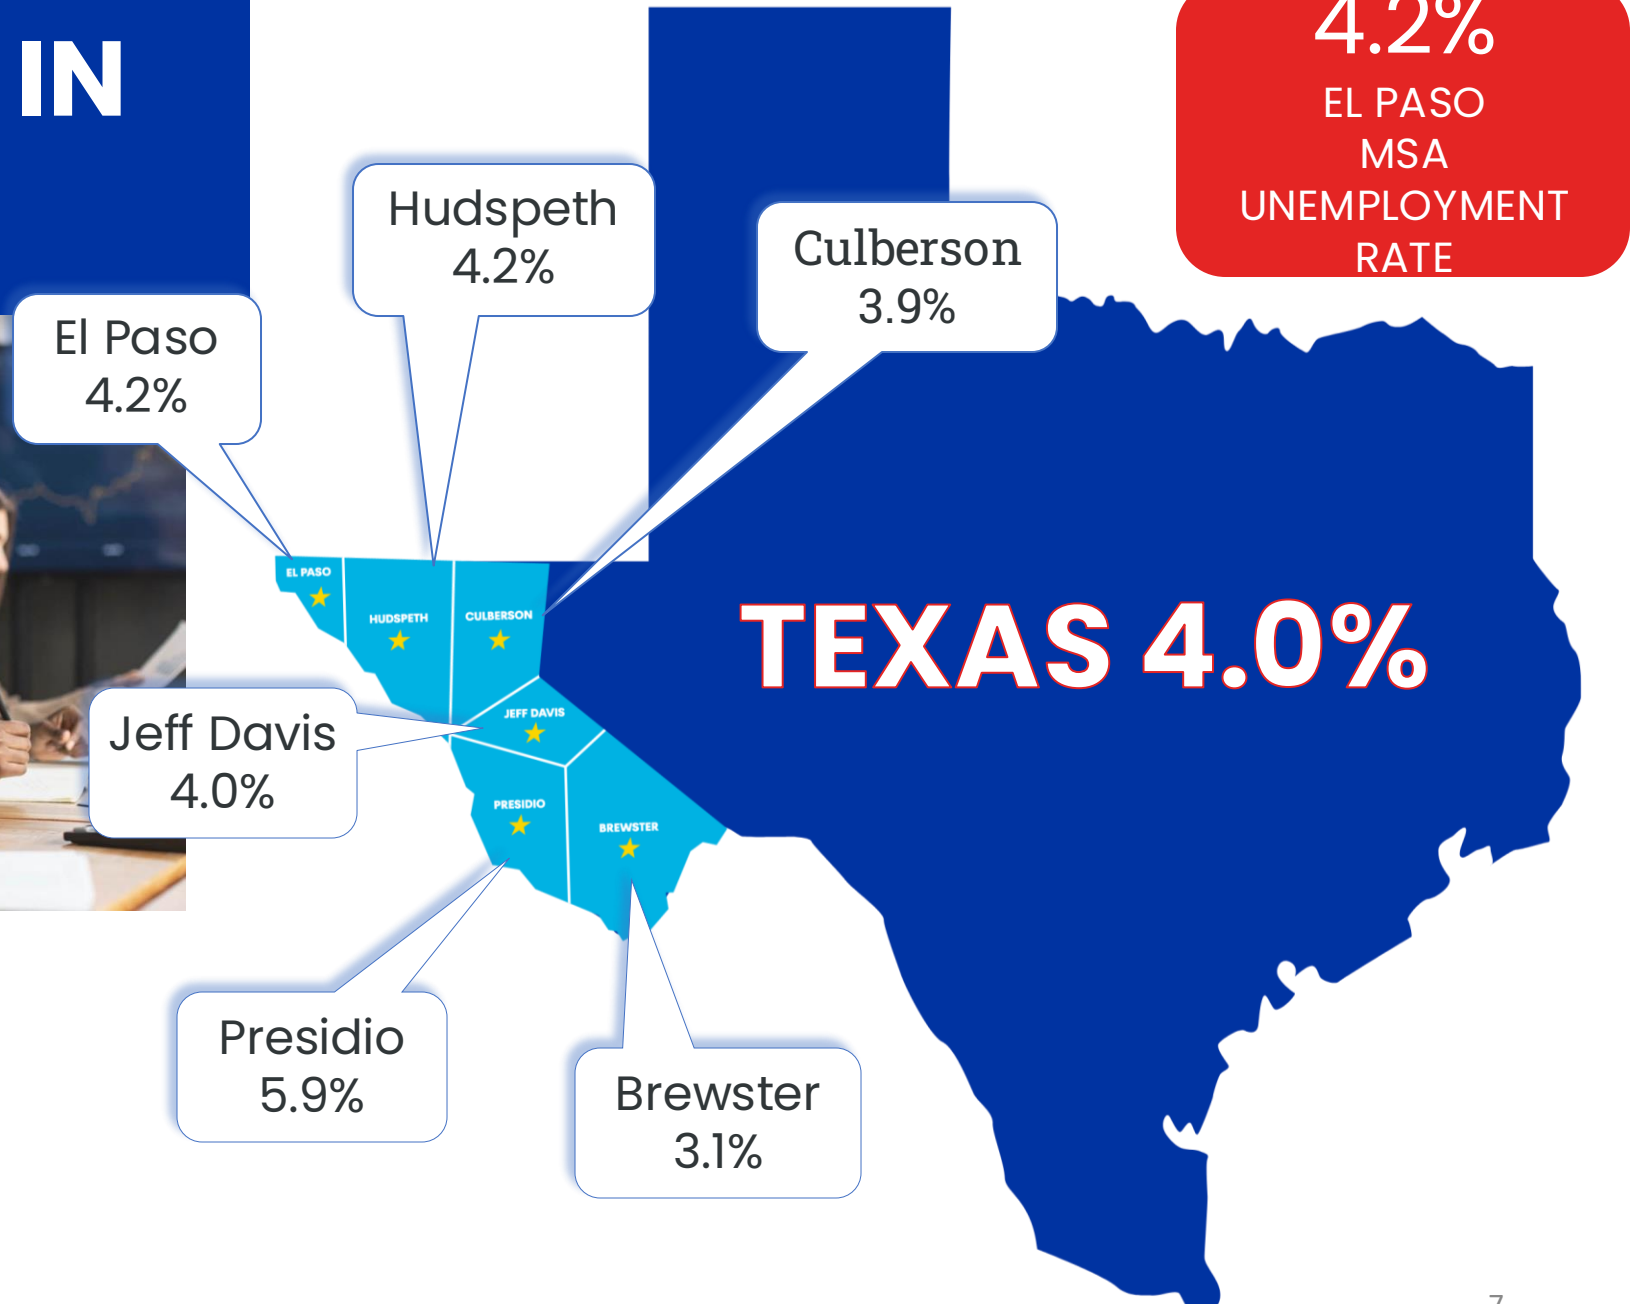 IN
4.2%
EL PASO
MSA
UNEMPLOYMENT
RATE
Hudspeth
4.2%
Culberson
3.9%
El Paso
4.2%
EL PASO
HUDSPETH
CULBERSON
TEXAS 4.0%
Jeff Davis
4.0%
JEFF DAVIS
PRESIDIO
BREWSTER
Presidio
5.9%
Brewster
3.1%
7